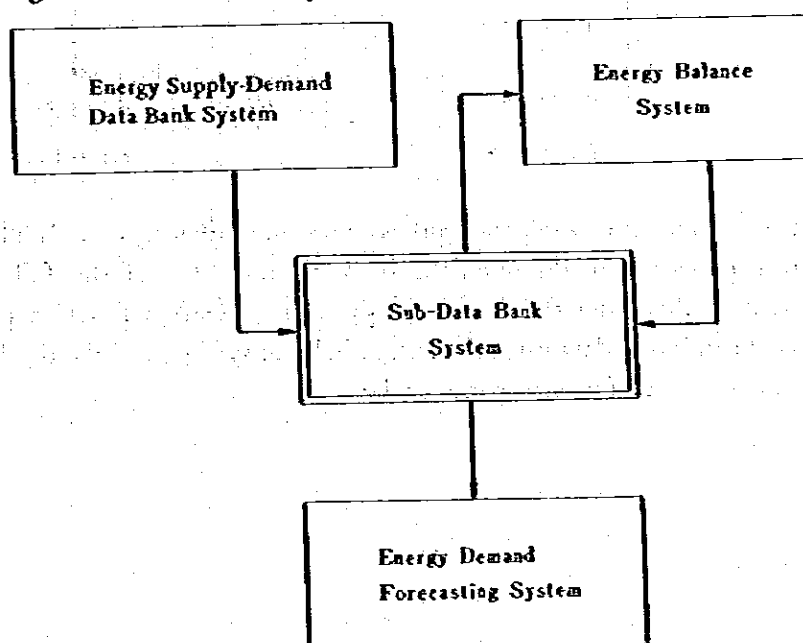 Energy Supply-Demand
Data Bank System
Energy Balance
System
Sub-Data Bank
System
Energy Demand
Forecasting System